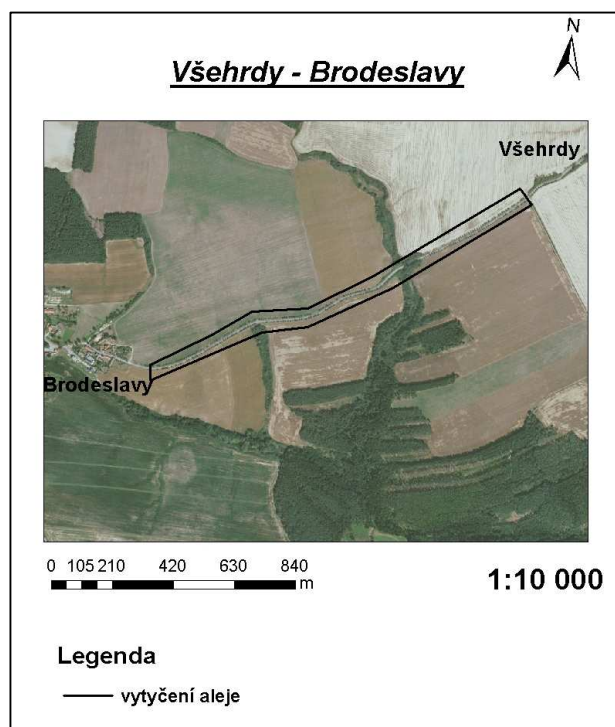 N
Všehrdy - Brodeslavy
Všehrdy
Brodeslavy
0 105 210 420 630 840
m
1:10 000
Legenda
vytyčení aleje